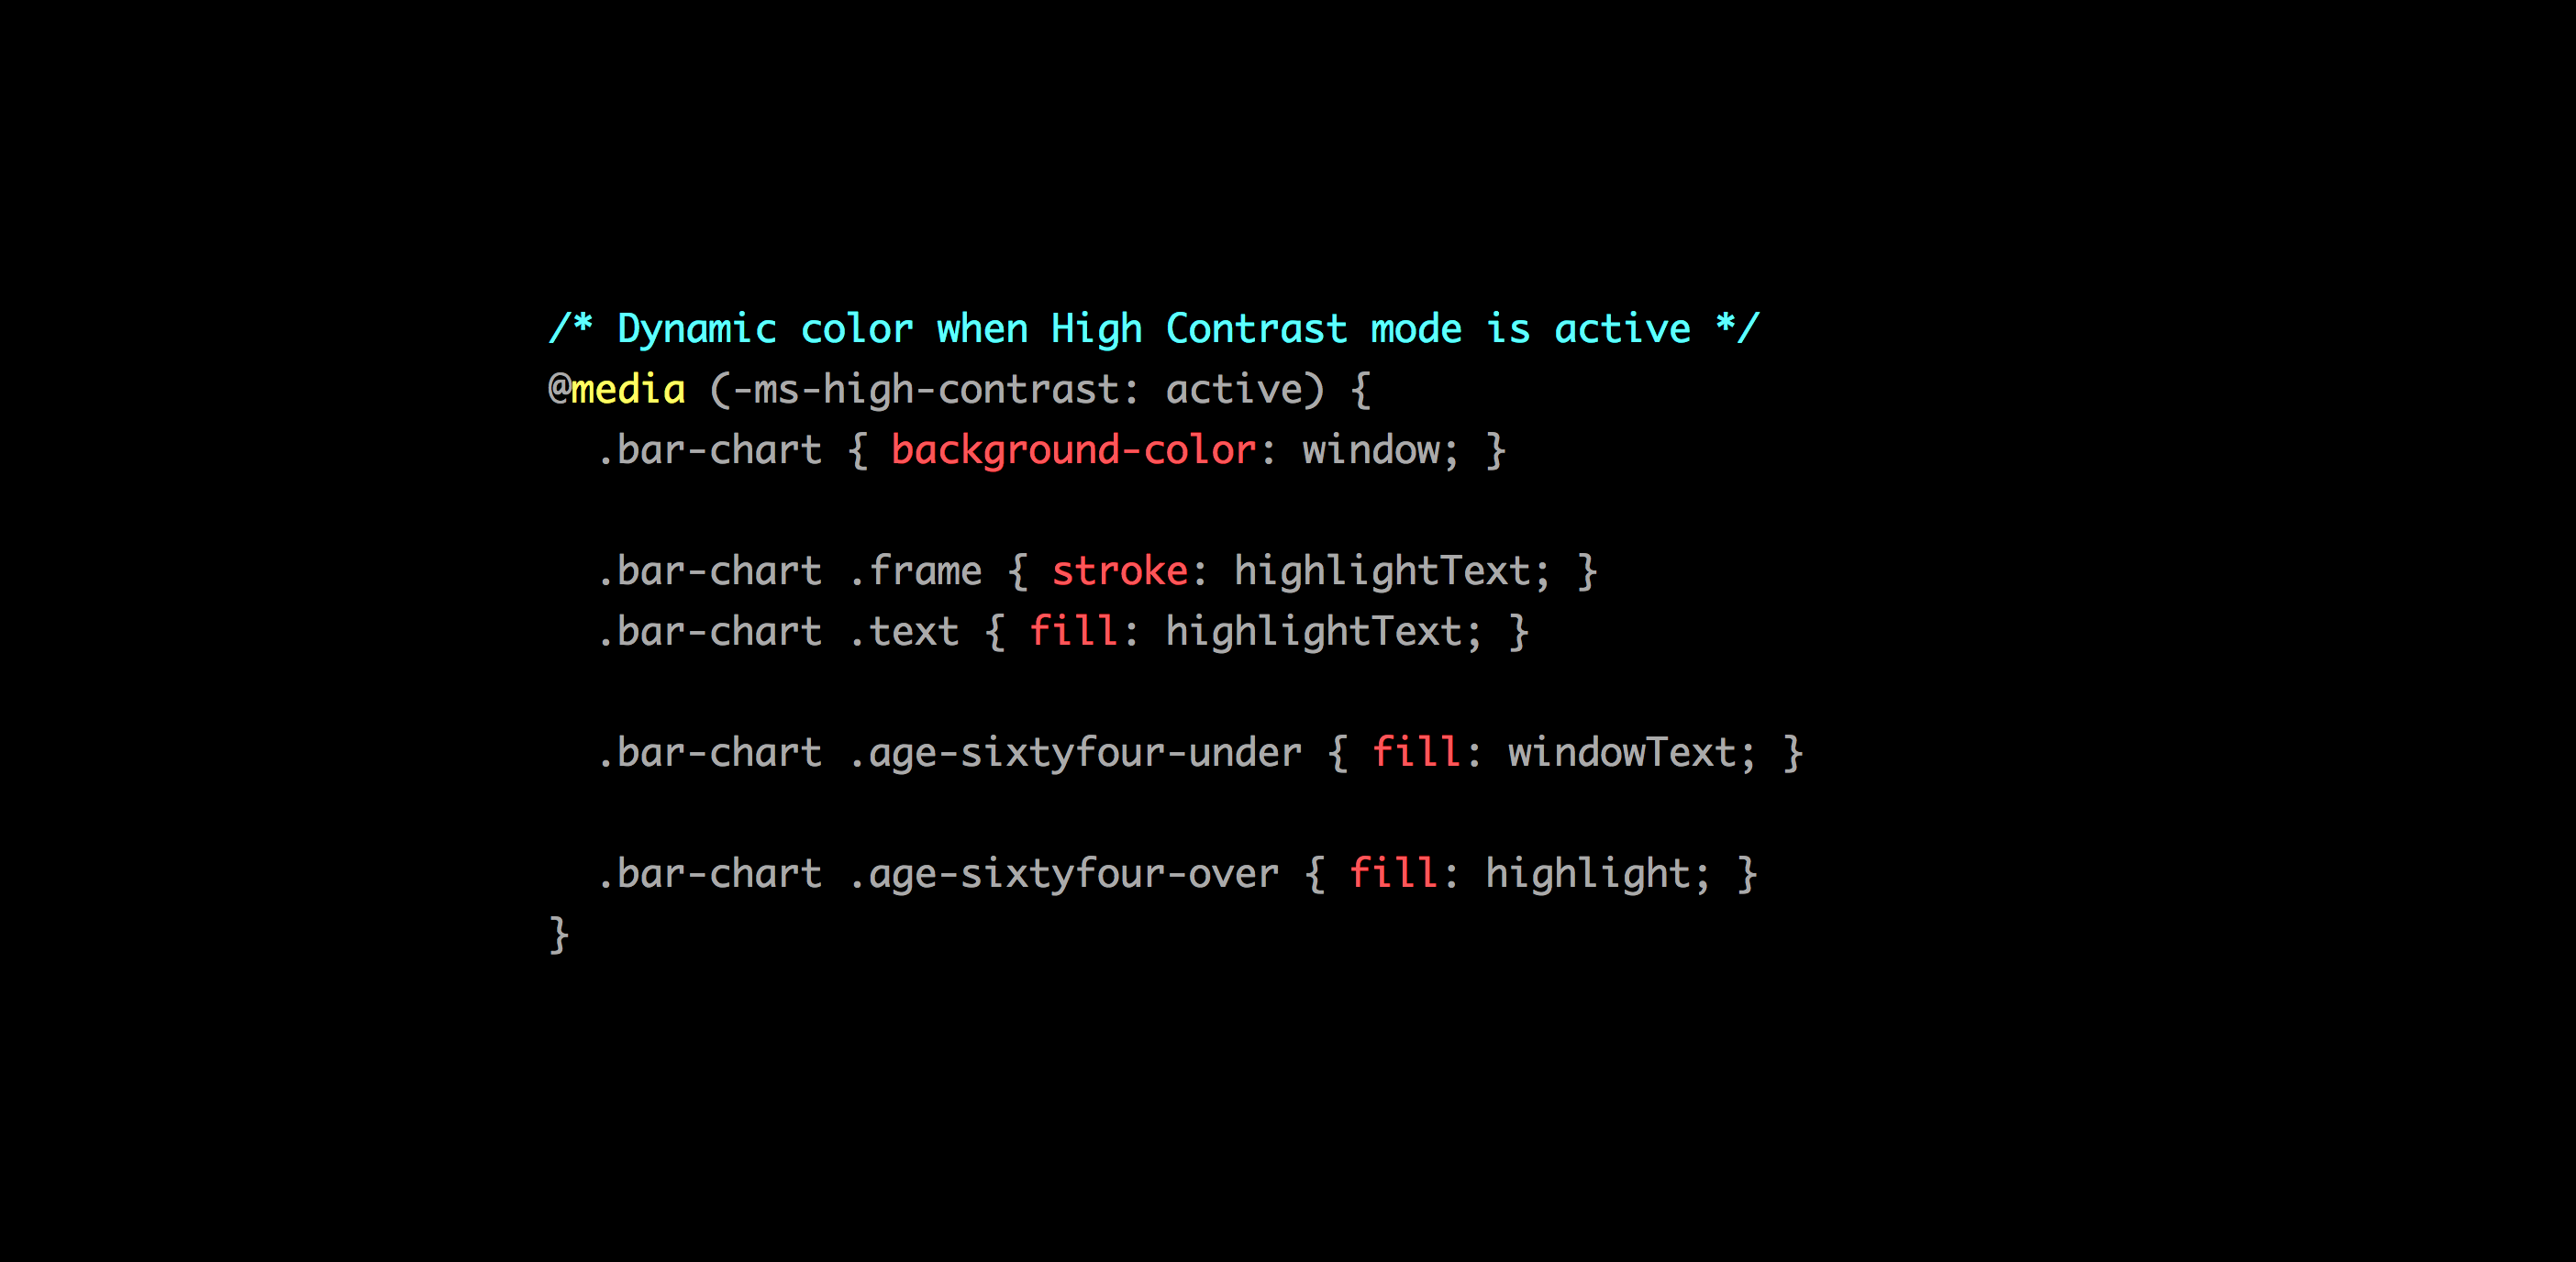 /* Dynamic color when High Contrast mode is active */
@media (-ms-high-contrast: active) {
.bar-chart { background-color: window; }
.bar-chart .frame { stroke: highlightText; }
.bar-chart .text { fill: highlightText; }
.bar-chart .age-sixtyfour-under { fill: windowText; }
.bar-chart .age-sixtyfour-over { fill: highlight; }
}